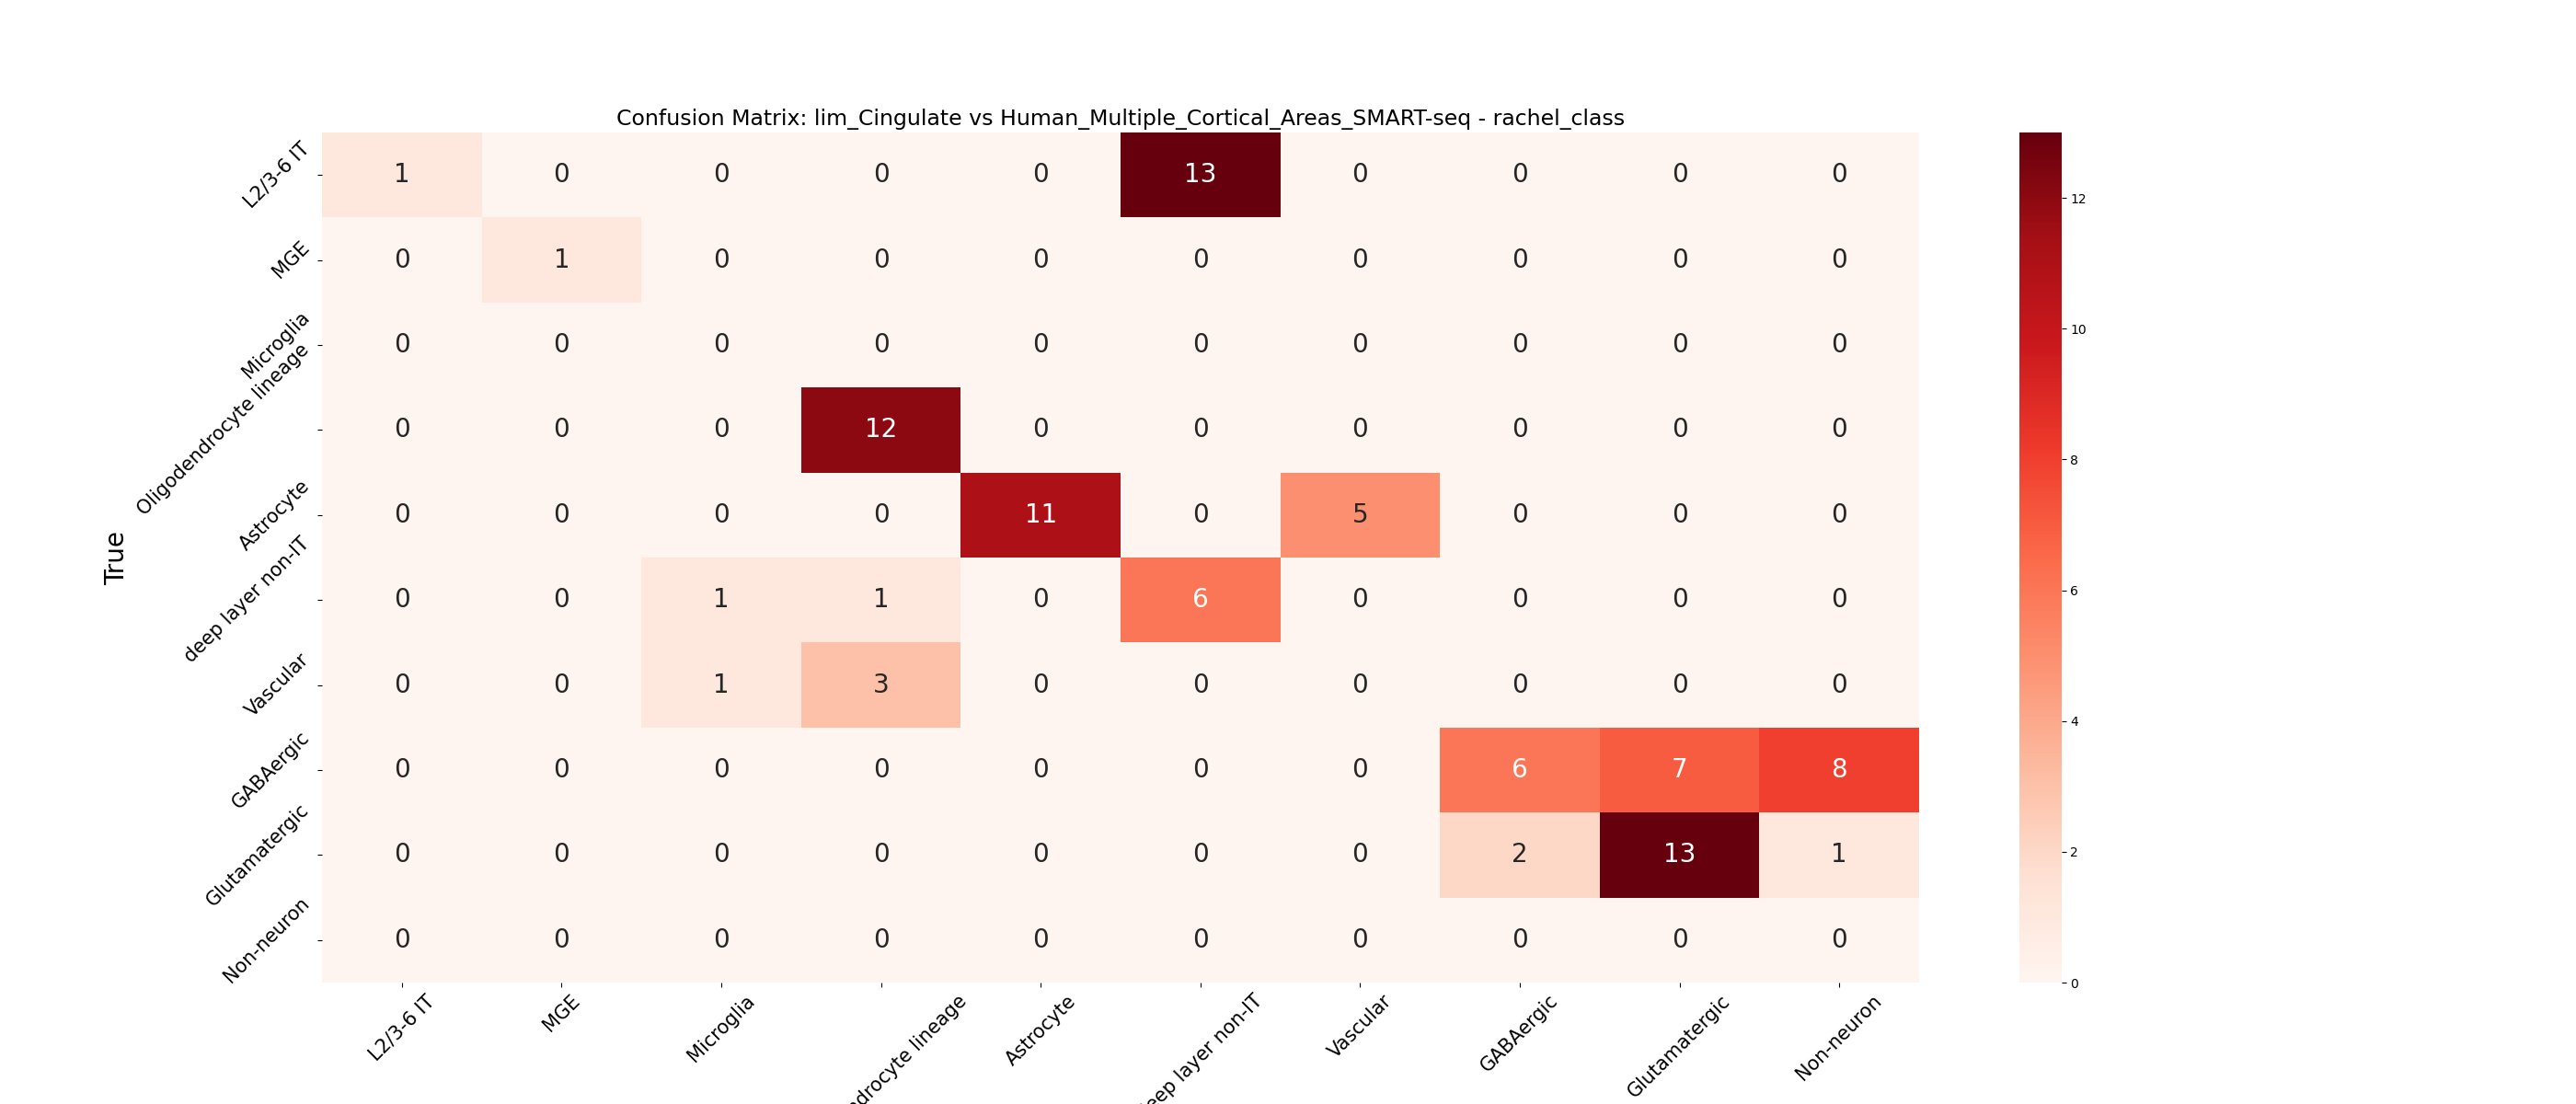 Confusion Matrix: lim_Cingulate vs Human_Multiple_Cortical_Areas_SMART-seq - rachel_class
L2/3-6 IT 1 0 0 0 0 13 0 0 0 0
MGE 0 1 0 0 0 0 0 0 0 0
Microglia 0 0 0 0 0 0 0 0 0 0
Oligodendrocyte lineage 0 0 0 12 0 0 0 0 0 0
Astrocyte 0 0 0 0 11 0 5 0 0 0
deep layer non-IT 0 0 1 1 0 6 0 0 0 0
Vascular 0 0 1 3 0 0 0 0 0 0
GABAergic 0 0 0 0 0 0 0 6 7 8
Glutamatergic 0 0 0 0 0 0 0 2 13 1
Non-neuron 0 0 0 0 0 0 0 0 0 0
True
L2/3-6 IT
MGE
Microglia
ndrocyte lineage
Astrocyte
eep layer non-IT
Vascular
GABAergic
Glutamatergic
Non-neuron
12
10
8
6
4
2
0